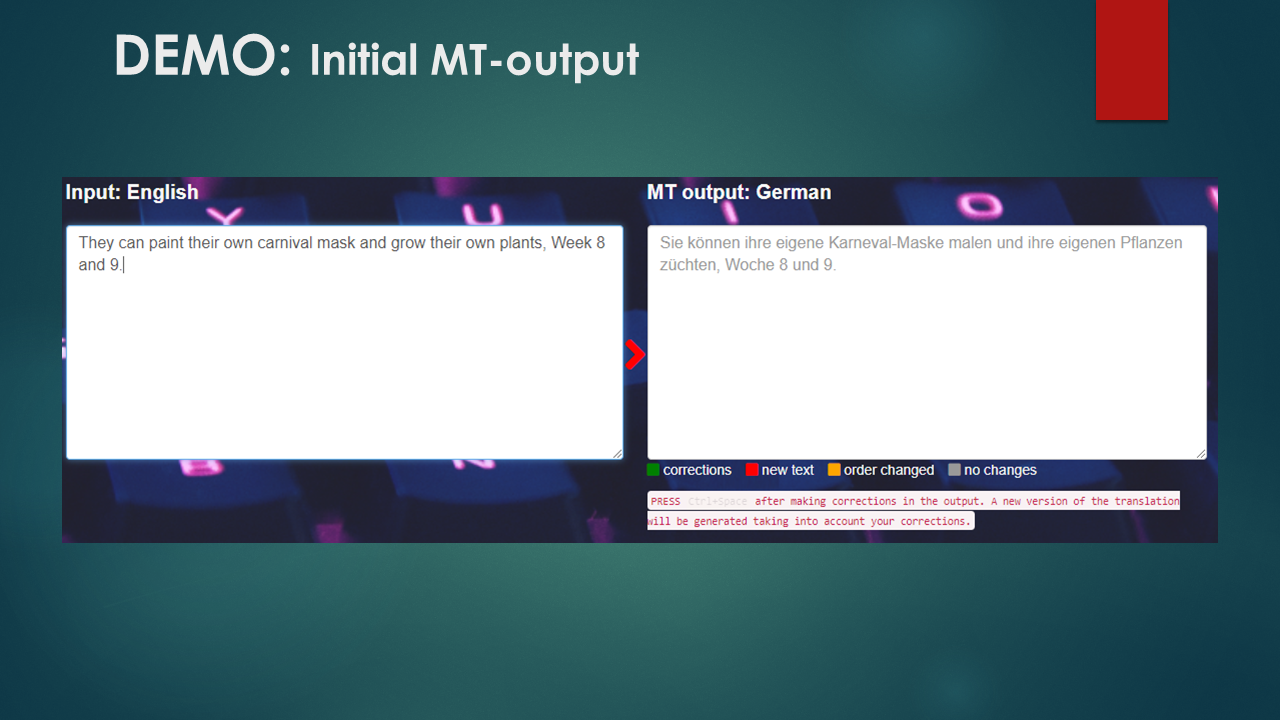 DEMO: Initial MT-output
Input: English
They can paint their own carnival mask and grow their own plants, Week 8
and 9.
MT output: German
Sie können ihre eigene Karneval-Maske malen und ihre eigenen Pflanzen
züchten, Woche 8 und 9.
corrections new text order changed no changes
PRESS Ctrl+Space after making corrections in the output. A new version of the translation
will be generated taking into account your corrections.